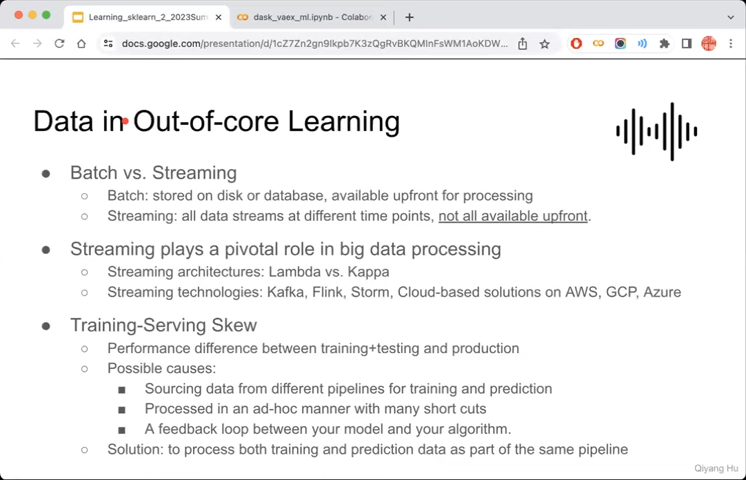 Learning_sklearn_2_2023Sum
dask_vaex_ml.ipynb - Colabo
docs.google.com/presentation/d/1cZ7Zn2gn9Ikpb7K3zQgRvBKQMlnFsWM1AoKDW...
Data in Out-of-core Learning
● Batch vs. Streaming
○ Batch: stored on disk or database, available upfront for processing
○ Streaming: all data streams at different time points, not all available upfront.
● Streaming plays a pivotal role in big data processing
○ Streaming architectures: Lambda vs. Kappa
○ Streaming technologies: Kafka, Flink, Storm, Cloud-based solutions on AWS, GCP, Azure
● Training-Serving Skew
○ Performance difference between training+testing and production
○ Possible causes:
■ Sourcing data from different pipelines for training and prediction
■ Processed in an ad-hoc manner with many short cuts
■ A feedback loop between your model and your algorithm.
○ Solution: to process both training and prediction data as part of the same pipeline
Qiyang Hu